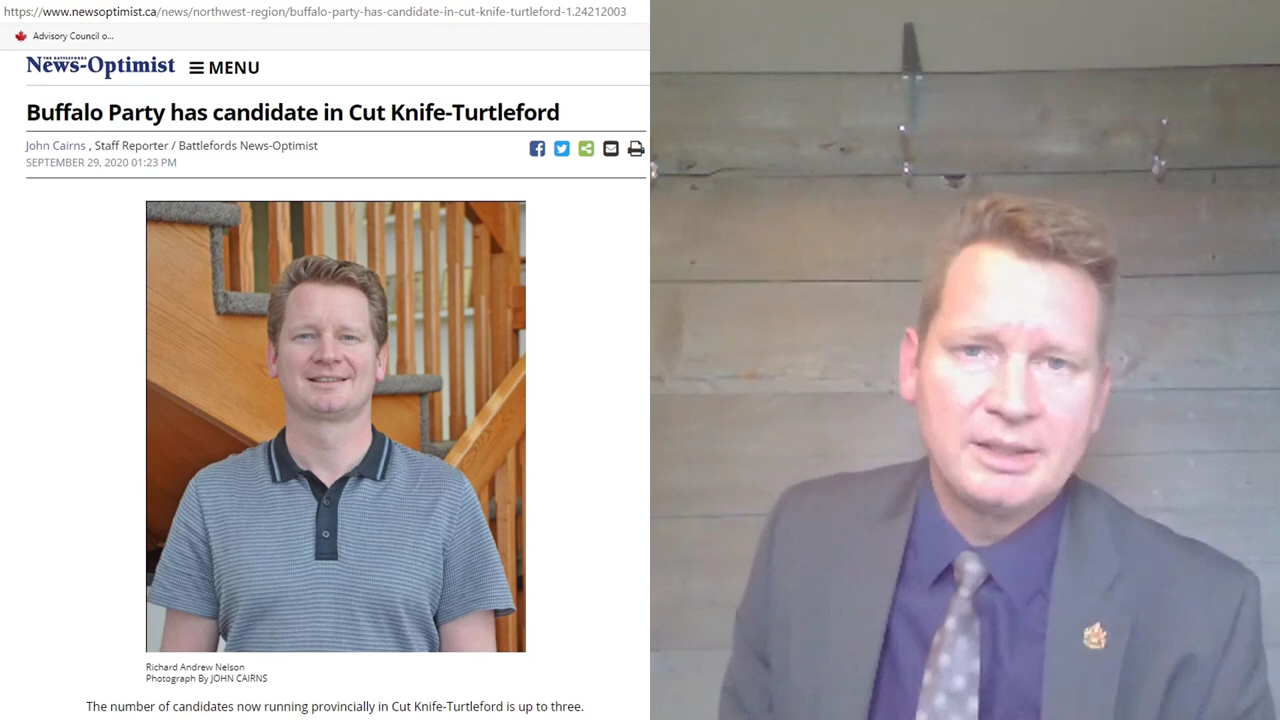 https://www.newsoptimist.ca/news/northwest-region/buffalo-party-has-candidate-in-cut-knife-turtleford-1.24212003
Advisory Council o...
THE BATTLEFORDS
News-Optimist
MENU
Buffalo Party has candidate in Cut Knife-Turtleford
John Cairns , Staff Reporter / Battlefords News-Optimist
SEPTEMBER 29, 2020 01:23 PM
Richard Andrew Nelson
Photograph By JOHN CAIRNS
The number of candidates now running provincially in Cut Knife-Turtleford is up to three.